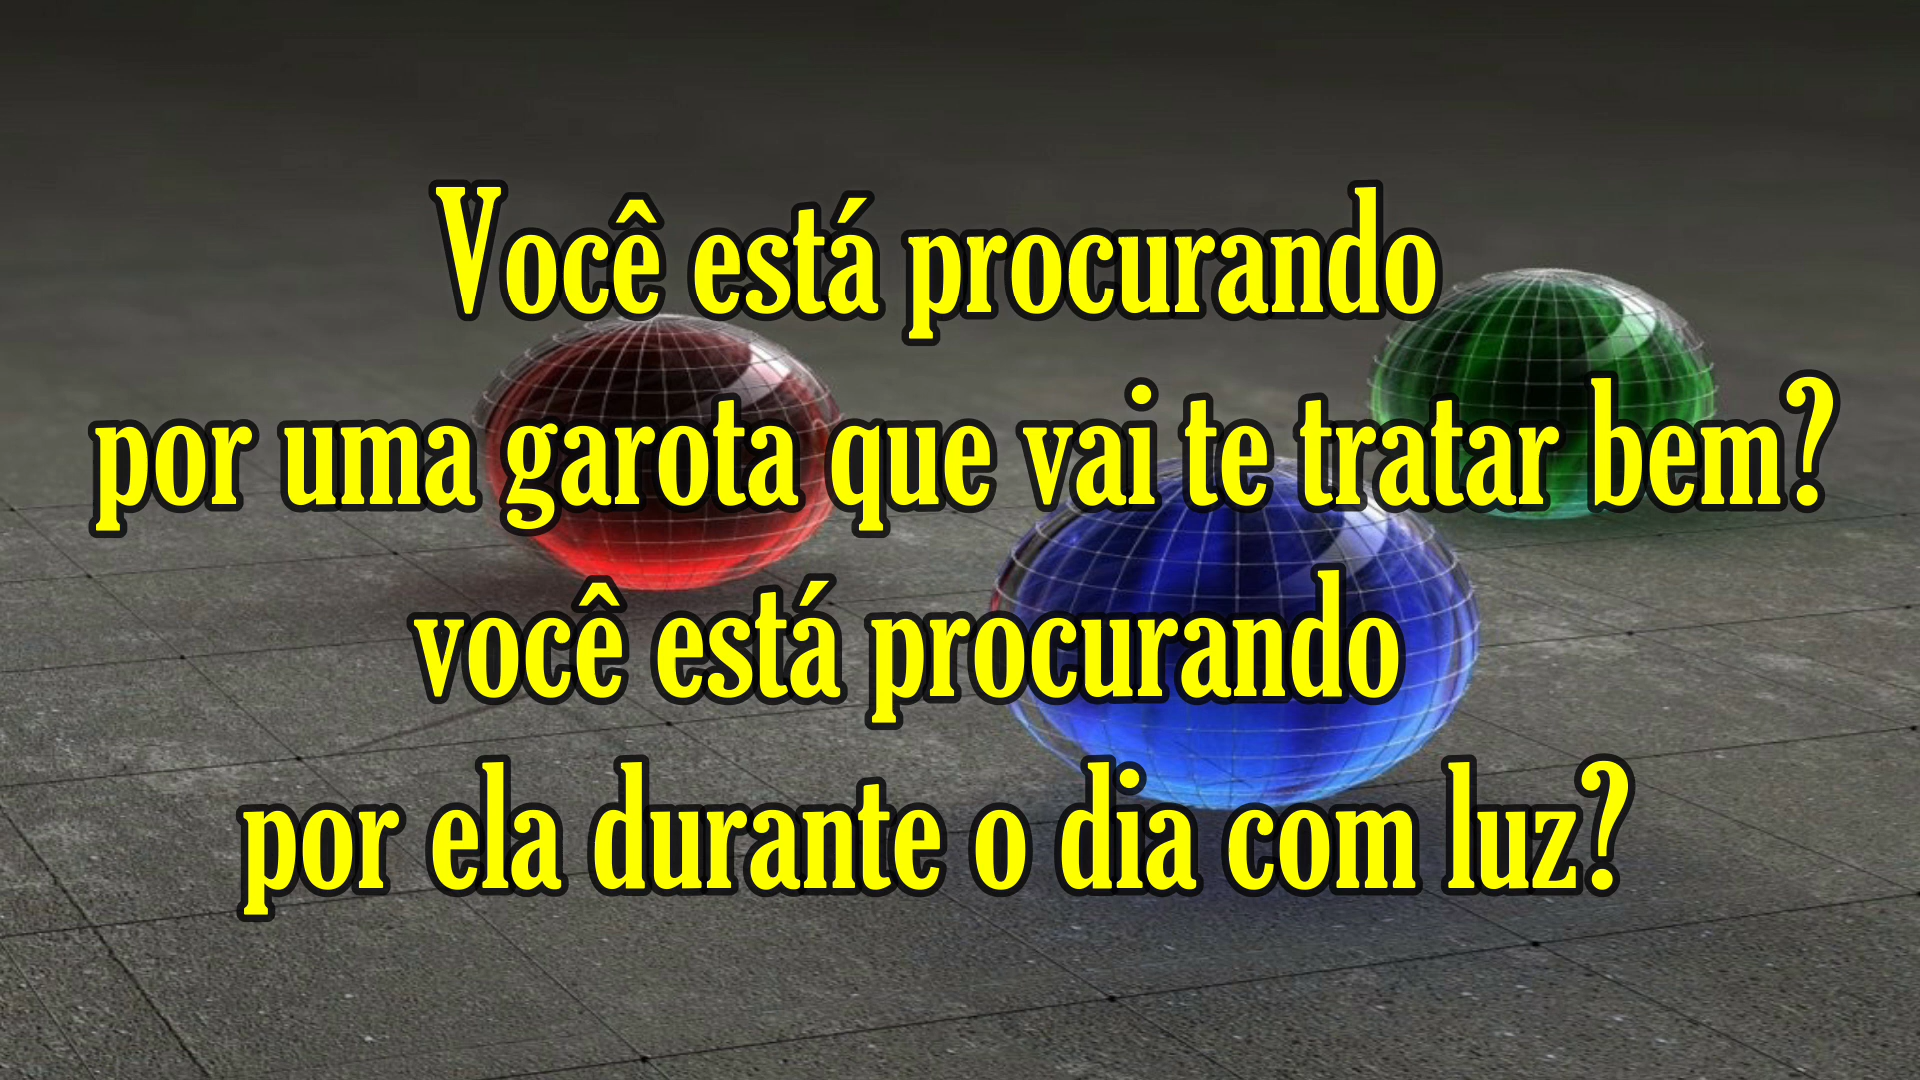 Você está procurando
por uma garota que vai te tratar bem?
você está procurando
por ela durante o dia com luz?